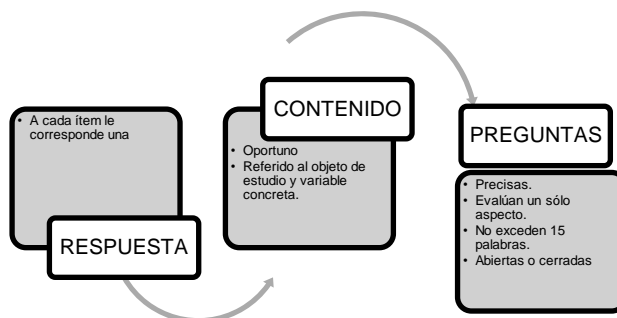 • A cada ítem le
corresponde una
RESPUESTA
CONTENIDO
• Oportuno
• Referido al objeto de
estudio y variable
concreta.
PREGUNTAS
• Precisas.
• Evalúan un sólo
aspecto.
• No exceden 15
palabras.
• Abiertas o cerradas